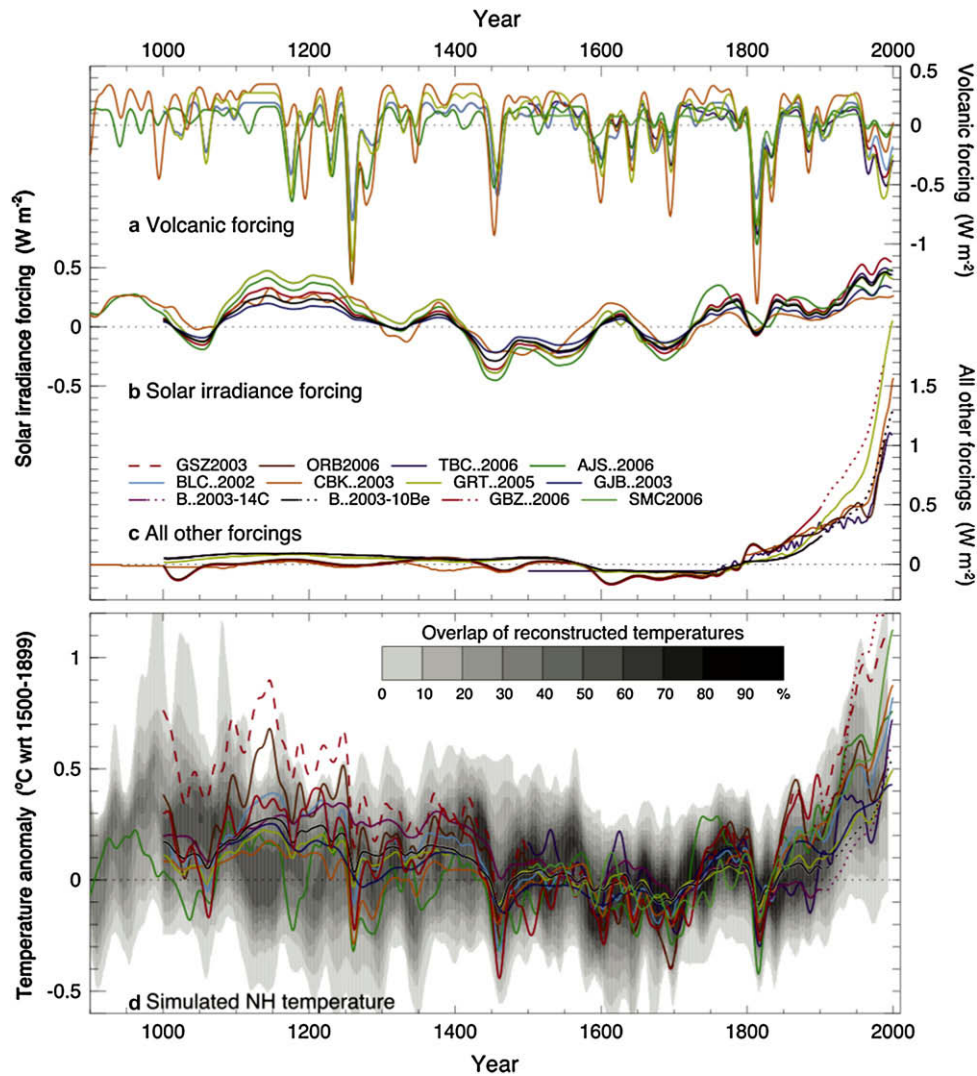 Year
1000 1200 1400 1600 1800 2000
Volcanic forcing (W m-²)
0.5
0
-0.5
-1
a Volcanic forcing
Solar irradiance forcing (W m-²)
0.5
0
-0.5
b Solar irradiance forcing
All other forcings (W m-²)
1.5
1
0.5
0
GSZ2003 ORB2006 TBC..2006 AJS..2006
BLC..2002 CBK..2003 GRT..2005 GJB..2003
B..2003-14C B..2003-10Be GBZ..2006 SMC2006
c All other forcings
Temperature anomaly (°C wrt 1500-1899)
1
0.5
0
-0.5
Overlap of reconstructed temperatures
0 10 20 30 40 50 60 70 80 90 %
d Simulated NH temperature
1000 1200 1400 1600 1800 2000
Year